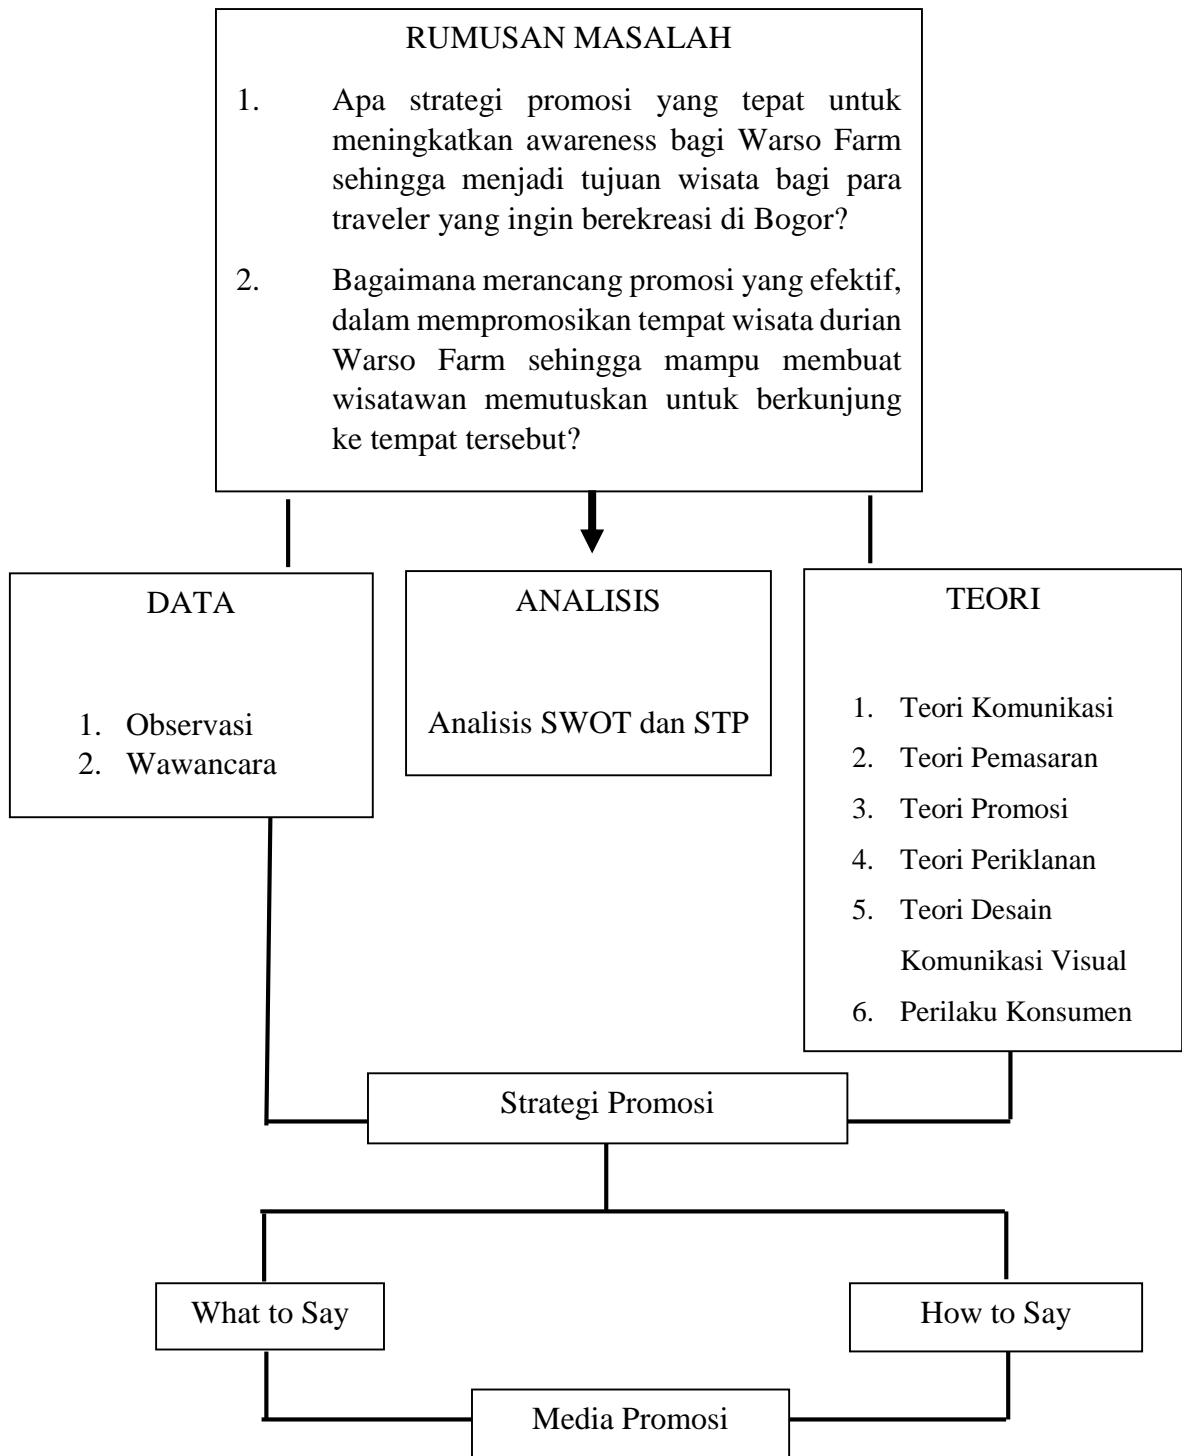 RUMUSAN MASALAH
1. Apa strategi promosi yang tepat untuk
meningkatkan awareness bagi Warso Farm
sehingga menjadi tujuan wisata bagi para
traveler yang ingin berekreasi di Bogor?
2. Bagaimana merancang promosi yang efektif,
dalam mempromosikan tempat wisata durian
Warso Farm sehingga mampu membuat
wisatawan memutuskan untuk berkunjung
ke tempat tersebut?
DATA
1. Observasi
2. Wawancara
ANALISIS
Analisis SWOT dan STP
TEORI
1. Teori Komunikasi
2. Teori Pemasaran
3. Teori Promosi
4. Teori Periklanan
5. Teori Desain
Komunikasi Visual
6. Perilaku Konsumen
Strategi Promosi
What to Say
How to Say
Media Promosi